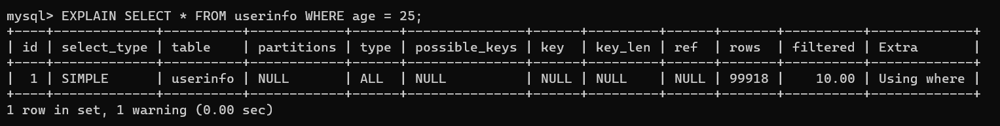 mysql> EXPLAIN SELECT * FROM userinfo WHERE age = 25;
+----+-------------+----------+------------+------+---------------+------+---------+------+-------+----------+-------------+
| id | select_type | table    | partitions | type | possible_keys | key  | key_len | ref  | rows  | filtered | Extra       |
+----+-------------+----------+------------+------+---------------+------+---------+------+-------+----------+-------------+
|  1 | SIMPLE      | userinfo | NULL       | ALL  | NULL          | NULL | NULL    | NULL | 99918 |    10.00 | Using where |
+----+-------------+----------+------------+------+---------------+------+---------+------+-------+----------+-------------+
1 row in set, 1 warning (0.00 sec)